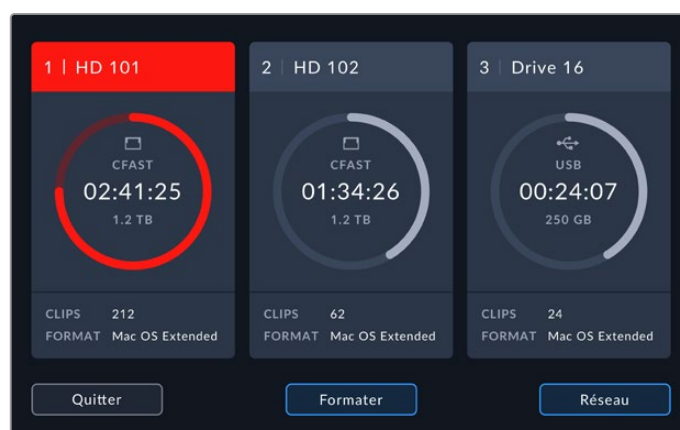 1 | HD 101
CFAST
02:41:25
1.2 TB
CLIPS 212
FORMAT Mac OS Extended
2 | HD 102
CFAST
01:34:26
1.2 TB
CLIPS 62
FORMAT Mac OS Extended
3 | Drive 16
USB
00:24:07
250 GB
CLIPS 24
FORMAT Mac OS Extended
Quitter
Formater
Réseau